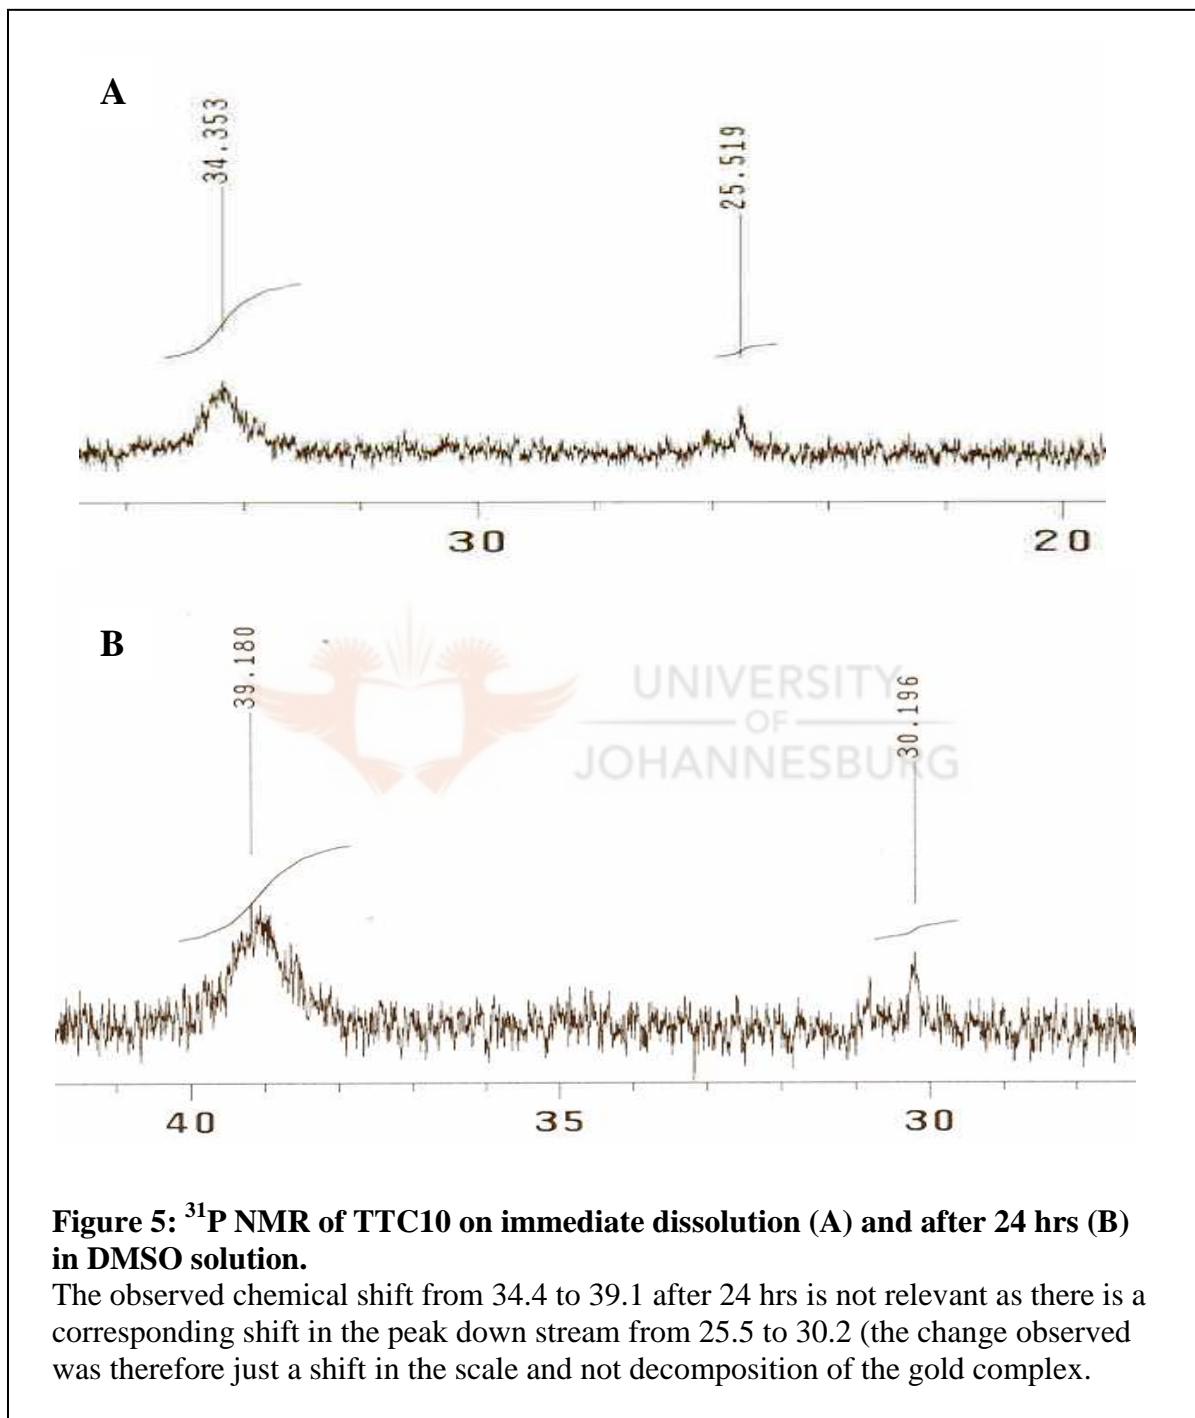 A
34.353
25.519
30
20
B
39.180
30.196
UNIVERSITY
OF
JOHANNESBURG
40
35
30
Figure 5: ³¹P NMR of TTC10 on immediate dissolution (A) and after 24 hrs (B)
in DMSO solution.
The observed chemical shift from 34.4 to 39.1 after 24 hrs is not relevant as there is a
corresponding shift in the peak down stream from 25.5 to 30.2 (the change observed
was therefore just a shift in the scale and not decomposition of the gold complex.